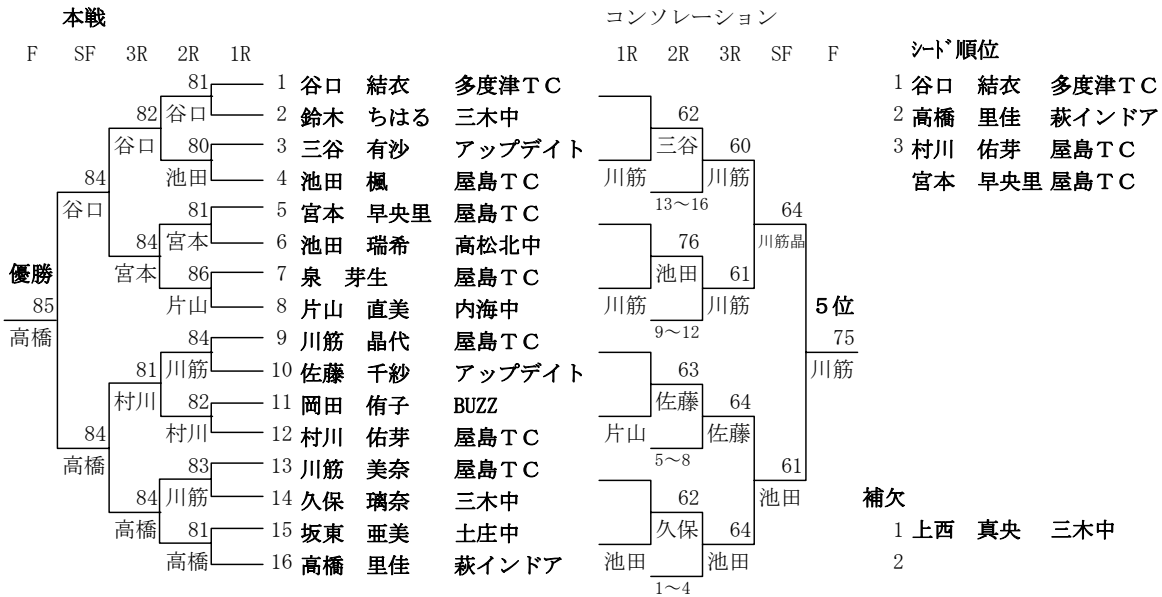 本戦 コンソレーション
F SF 3R 2R 1R 1R 2R 3R SF F シード順位
81 1 谷口 結衣 多度津TC 1 谷口 結衣 多度津TC
82 谷口 2 鈴木 ちはる 三木中 62 2 高橋 里佳 萩インドア
谷口 80 3 三谷 有沙 アップデイト 三谷 60 3 村川 佑芽 屋島TC
84 池田 4 池田 楓 屋島TC 川筋 川筋 宮本 早央里 屋島TC
谷口 81 5 宮本 早央里 屋島TC 13～16 64
84 宮本 6 池田 瑞希 高松北中 76 川筋晶
優勝 宮本 86 7 泉 芽生 屋島TC 池田 61
85 片山 8 片山 直美 内海中 川筋 川筋 5位
高橋 84 9 川筋 晶代 屋島TC 9～12 75
81 川筋 10 佐藤 千紗 アップデイト 63 川筋
村川 82 11 岡田 侑子 BUZZ 佐藤 64
84 村川 12 村川 佑芽 屋島TC 片山 佐藤
高橋 83 13 川筋 美奈 屋島TC 5～8 61
84 川筋 14 久保 璃奈 三木中 62 池田 補欠
高橋 81 15 坂東 亜美 土庄中 久保 64 1 上西 真央 三木中
高橋 16 高橋 里佳 萩インドア 池田 池田 2
1～4